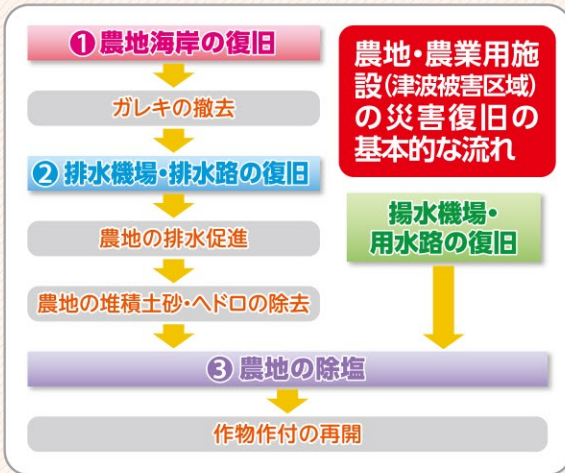 ❶農地海岸の復旧
ガレキの撤去
❷排水機場・排水路の復旧
農地の排水促進
農地の堆積土砂・ヘドロの除去
農地・農業用施
設(津波被害区域)
の災害復旧の
基本的な流れ
揚水機場・
用水路の復旧
❸農地の除塩
作物作付の再開